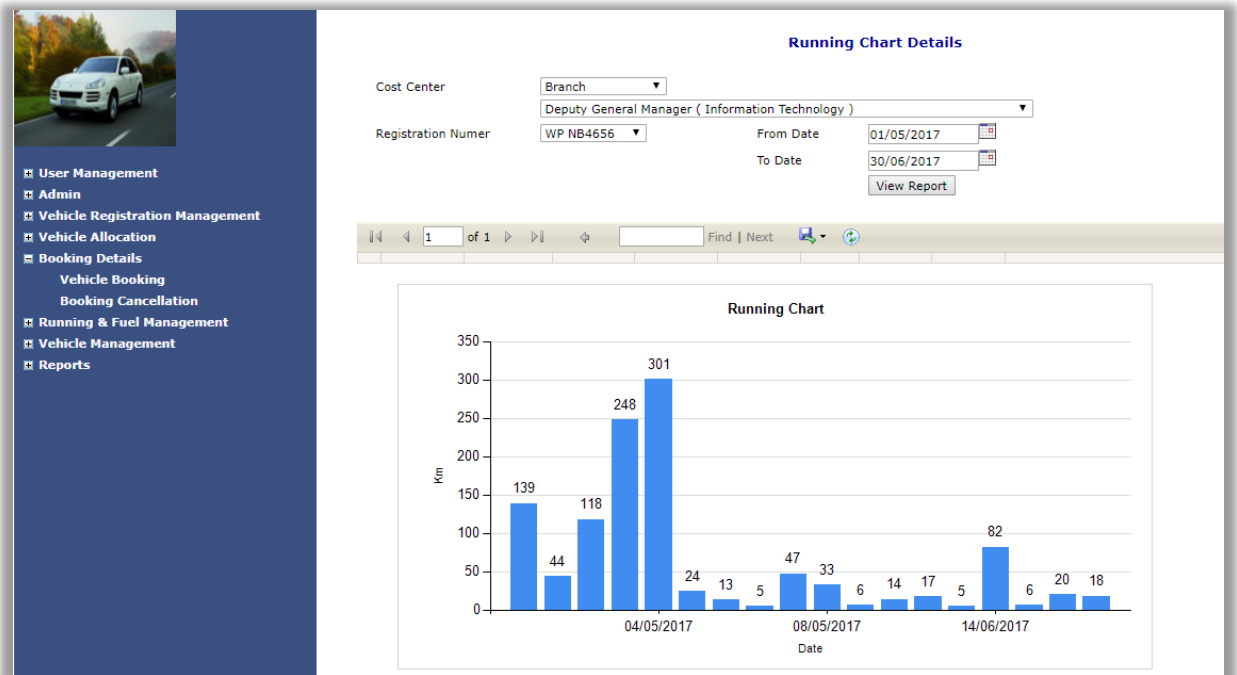 Running Chart Details
Cost Center Branch
Deputy General Manager ( Information Technology )
Registration Numer WP NB4656 From Date 01/05/2017
To Date 30/06/2017
View Report
User Management
Admin
Vehicle Registration Management
Vehicle Allocation
Booking Details
Vehicle Booking
Booking Cancellation
Running & Fuel Management
Vehicle Management
Reports
1 of 1 Find | Next
Running Chart
350
300
250
200
150
100
50
0
Km
139
44
118
248
301
24
13
5
47
33
6
14
17
5
82
6
20
18
04/05/2017 08/05/2017 14/06/2017
Date